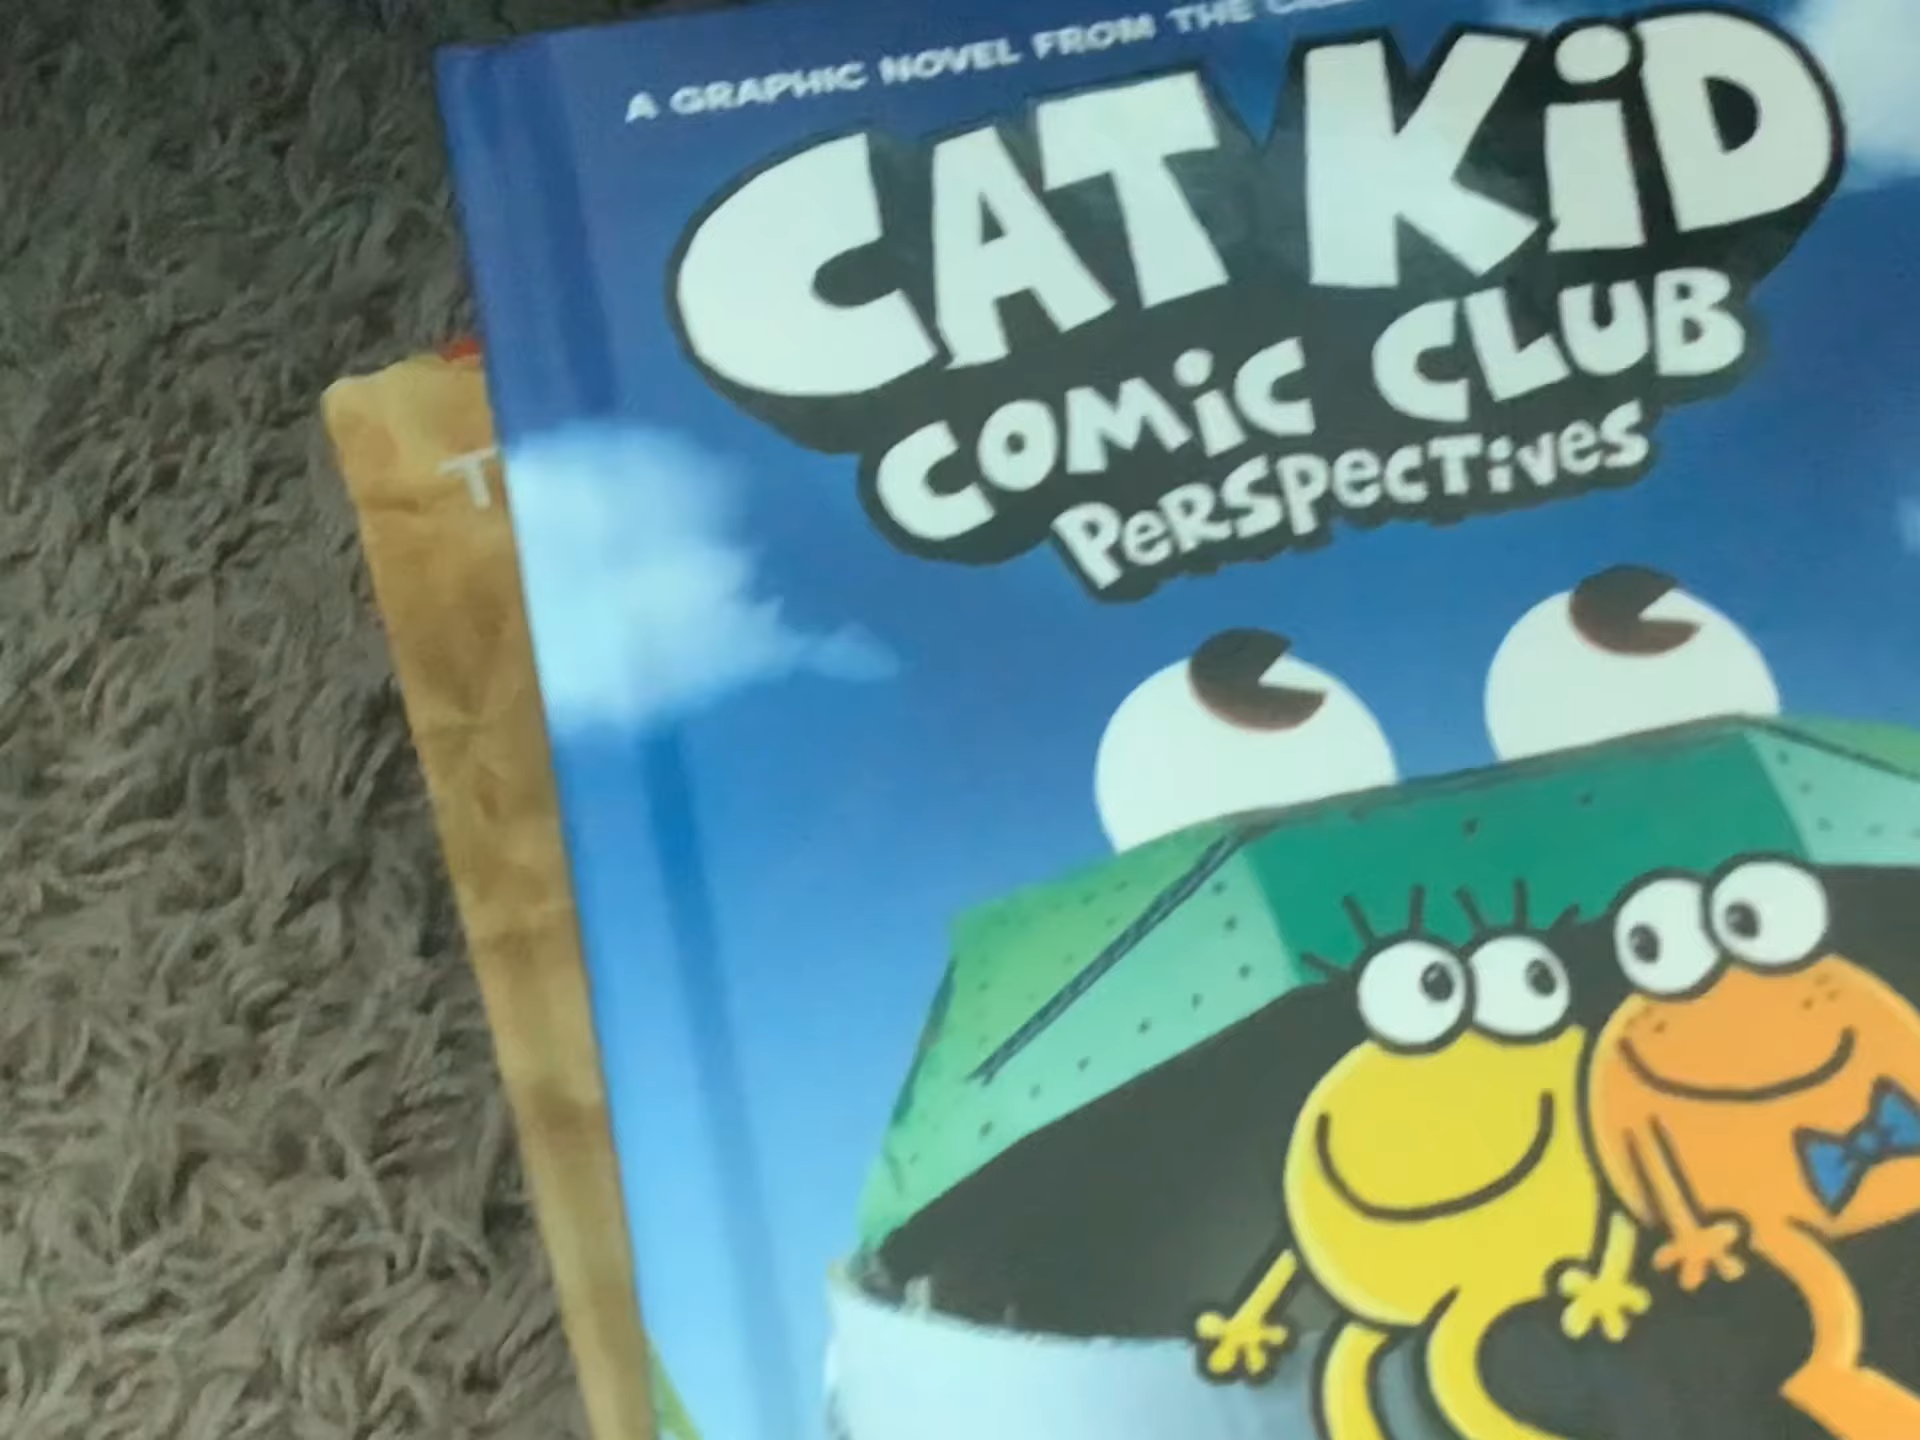 A GRAPHIC NOVEL FROM THE
CAT KiD
COMiC CLUB
PeRSPecTives
T